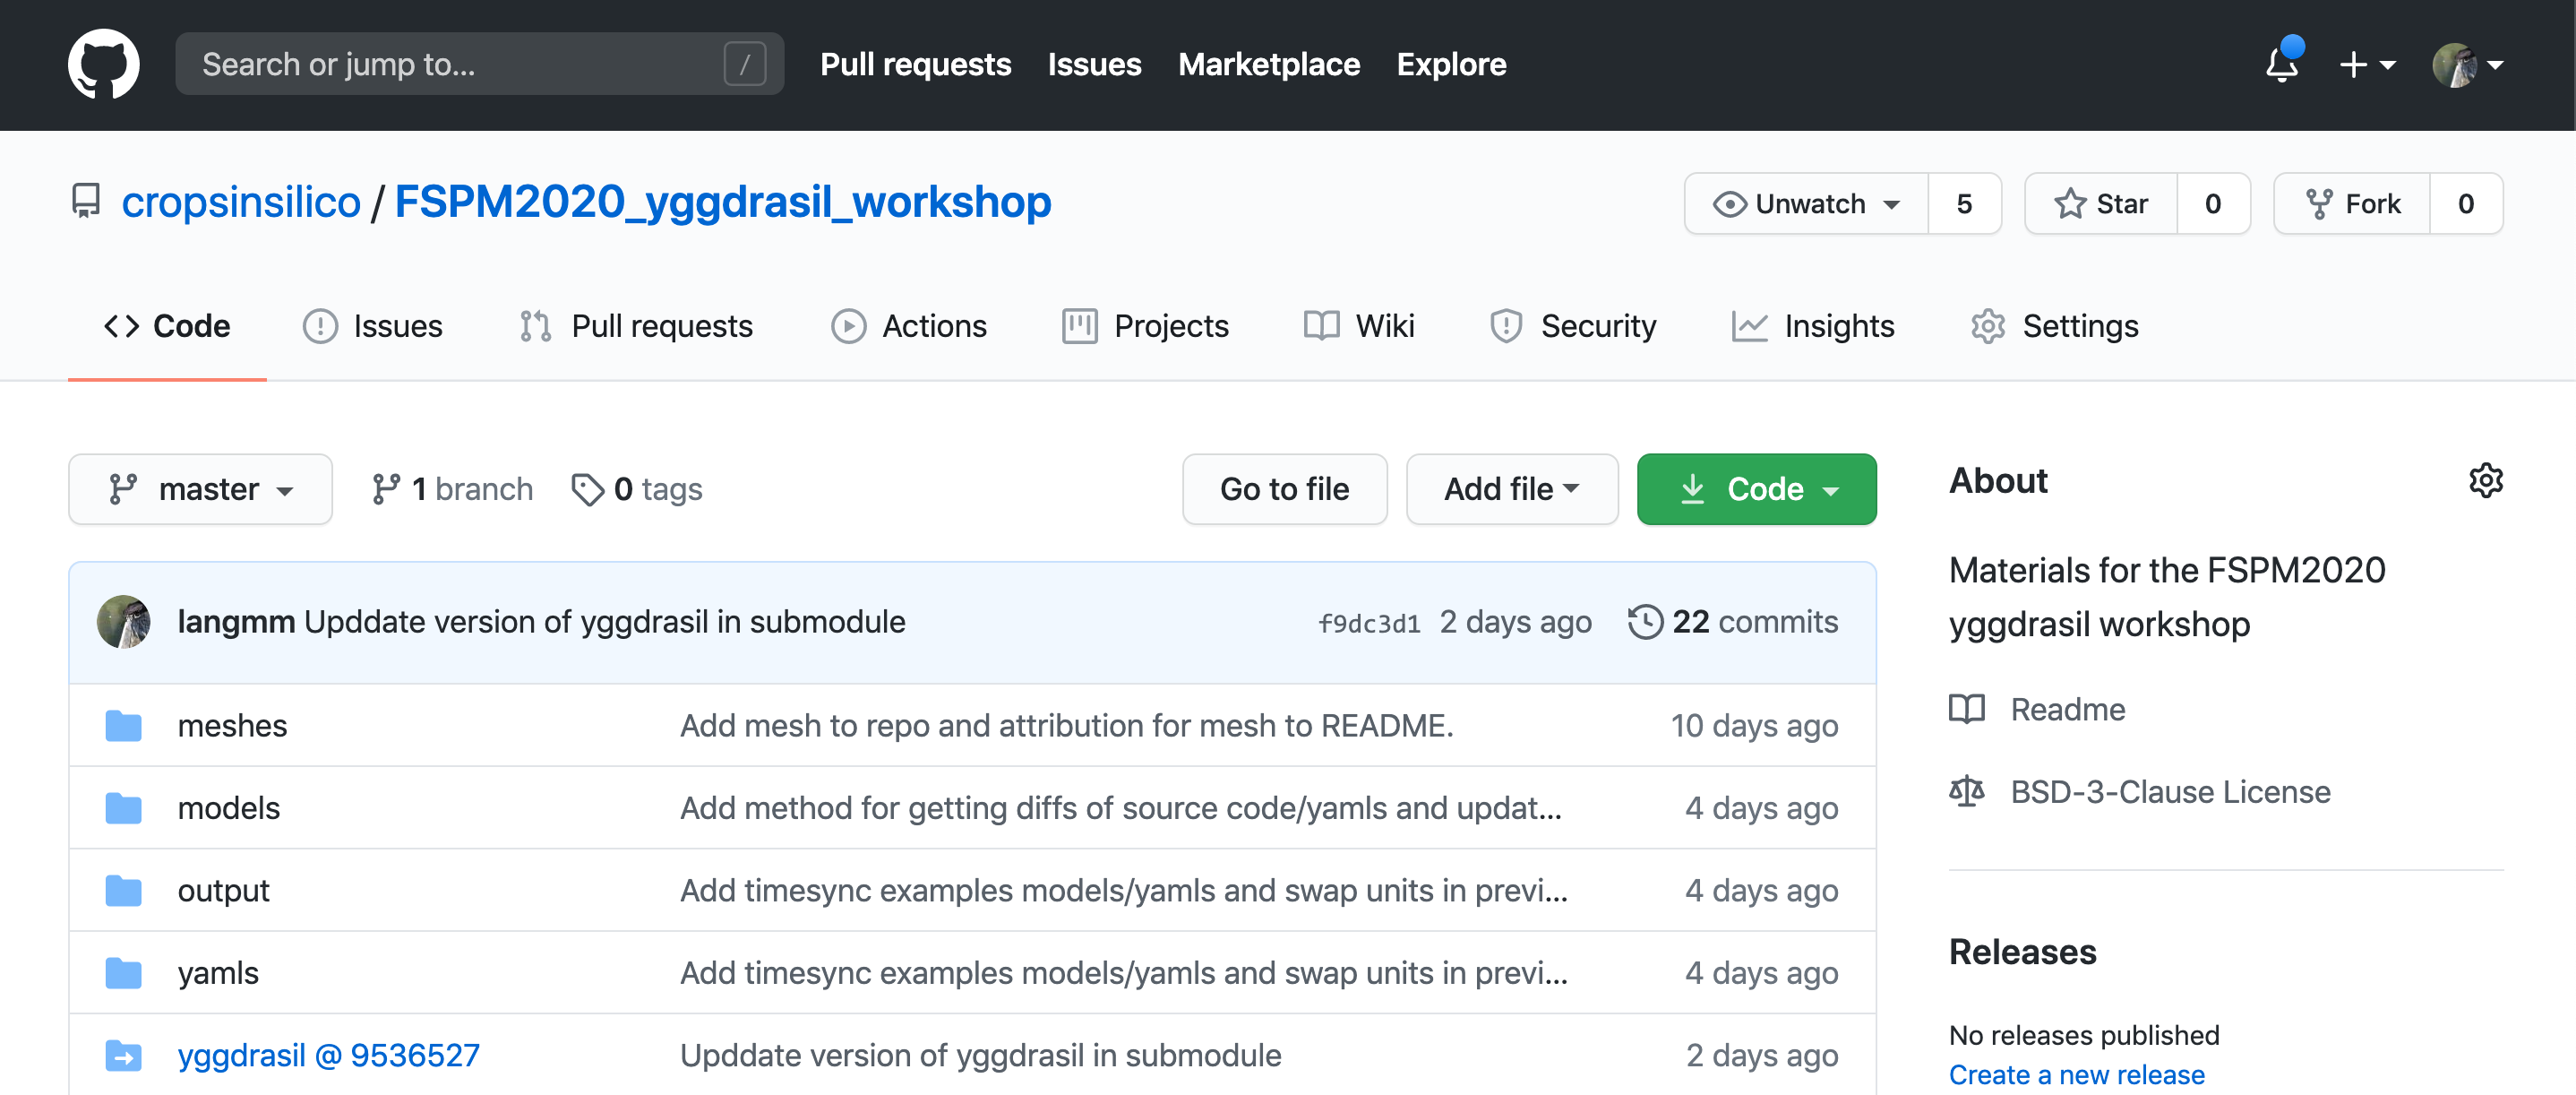 Search or jump to... / Pull requests Issues Marketplace Explore
cropsinsilico / FSPM2020_yggdrasil_workshop Unwatch 5 Star 0 Fork 0
Code Issues Pull requests Actions Projects Wiki Security Insights Settings
master 1 branch 0 tags Go to file Add file Code
langmm Upddate version of yggdrasil in submodule f9dc3d1 2 days ago 22 commits
meshes Add mesh to repo and attribution for mesh to README. 10 days ago
models Add method for getting diffs of source code/yamls and updat... 4 days ago
output Add timesync examples models/yamls and swap units in previ... 4 days ago
yamls Add timesync examples models/yamls and swap units in previ... 4 days ago
yggdrasil @ 9536527 Upddate version of yggdrasil in submodule 2 days ago
About
Materials for the FSPM2020
yggdrasil workshop
Readme
BSD-3-Clause License
Releases
No releases published
Create a new release